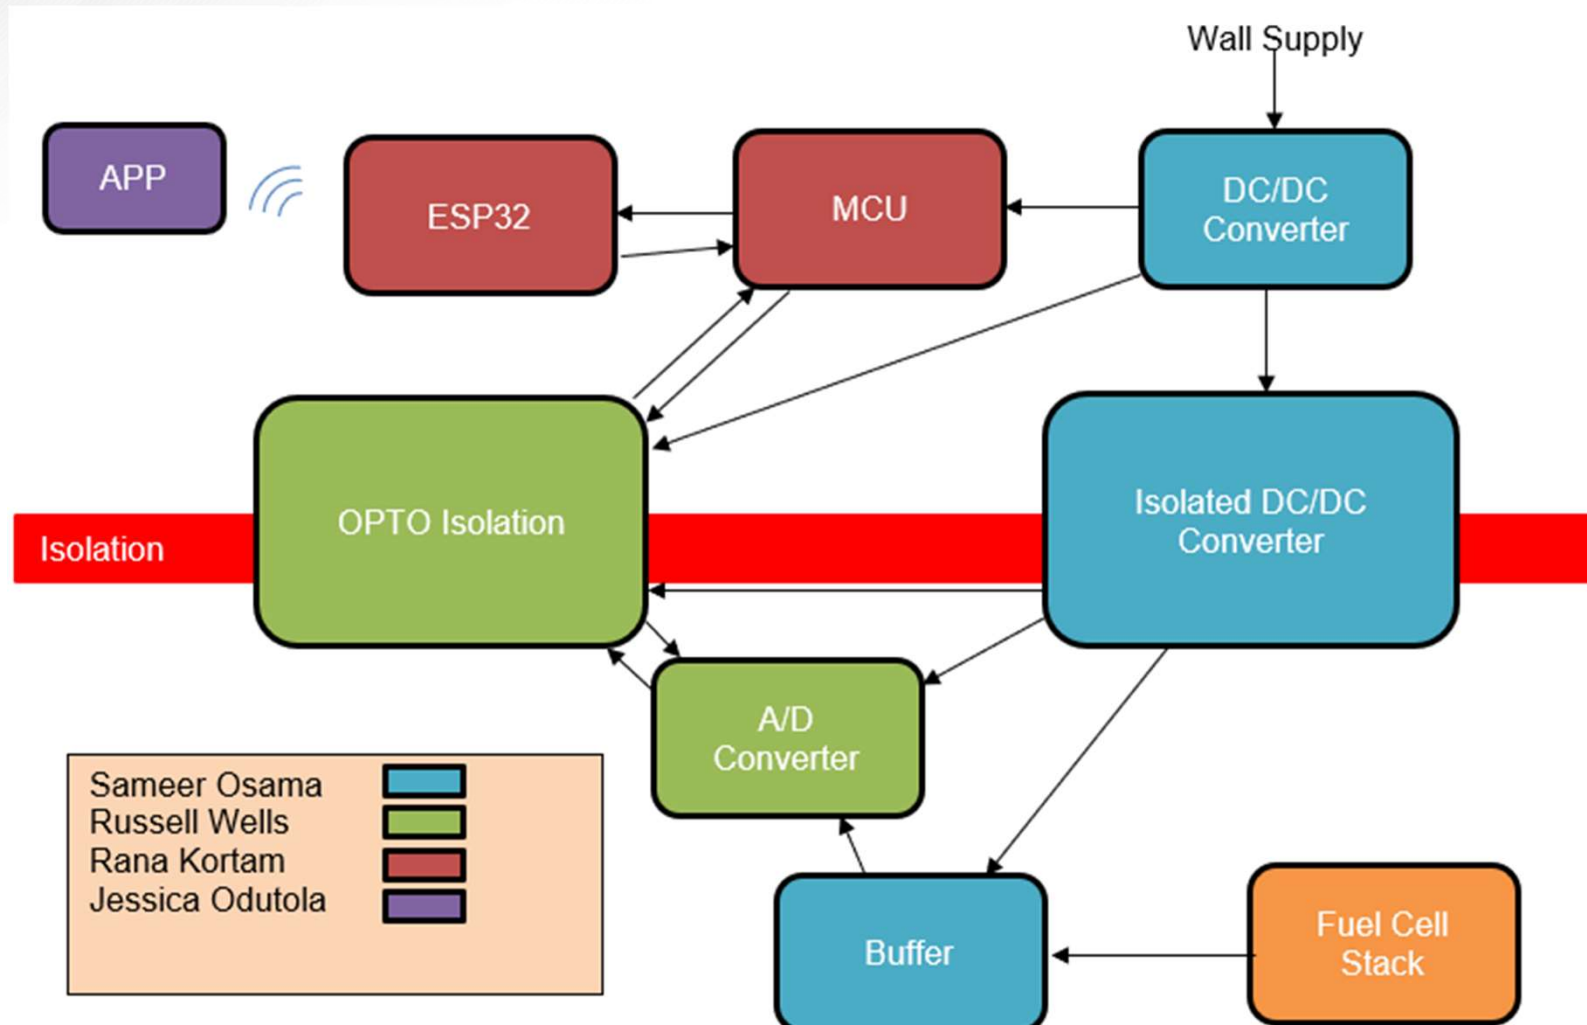 Wall Supply
APP
ESP32
MCU
DC/DC
Converter
OPTO Isolation
Isolated DC/DC
Converter
Isolation
A/D
Converter
Sameer Osama
Russell Wells
Rana Kortam
Jessica Odutola
Buffer
Fuel Cell
Stack